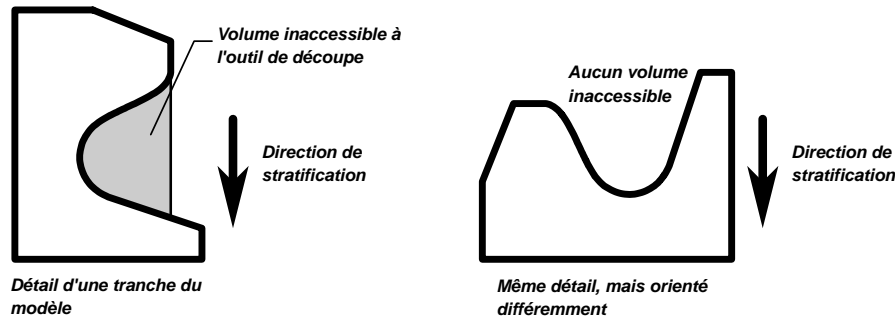 Volume inaccessible à
l'outil de découpe
Direction de
stratification
Détail d'une tranche du
modèle
Aucun volume
inaccessible
Direction de
stratification
Même détail, mais orienté
différemment